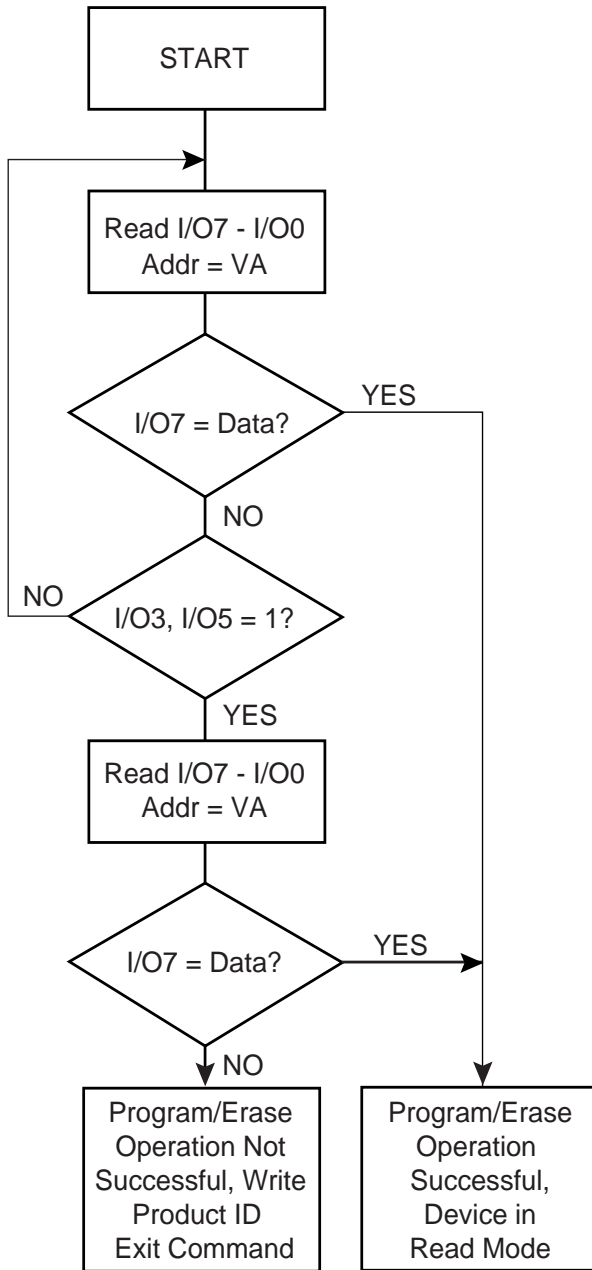 START
Read I/O7 - I/O0
Addr = VA
I/O7 = Data?
YES
NO
NO
I/O3, I/O5 = 1?
YES
Read I/O7 - I/O0
Addr = VA
I/O7 = Data?
YES
NO
Program/Erase
Operation Not
Successful, Write
Product ID
Exit Command
Program/Erase
Operation
Successful,
Device in
Read Mode